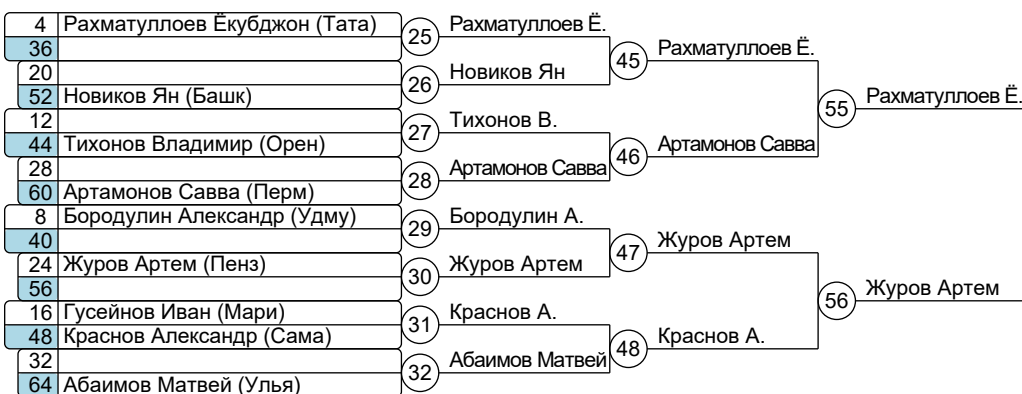 4 Рахматуллоев Ёкубджон (Тата) 25 Рахматуллоев Ё.
36
45 Рахматуллоев Ё.
20
26 Новиков Ян
52 Новиков Ян (Башк)
55 Рахматуллоев Ё.
12
27 Тихонов В.
44 Тихонов Владимир (Орен)
46 Артамонов Савва
28
28 Артамонов Савва
60 Артамонов Савва (Перм)
8 Бородулин Александр (Удму) 29 Бородулин А.
40
47 Журов Артем
24 Журов Артем (Пенз) 30 Журов Артем
56
56 Журов Артем
16 Гусейнов Иван (Мари) 31 Краснов А.
48 Краснов Александр (Сама)
48 Краснов А.
32
32 Абаимов Матвей
64 Абаимов Матвей (Улья)